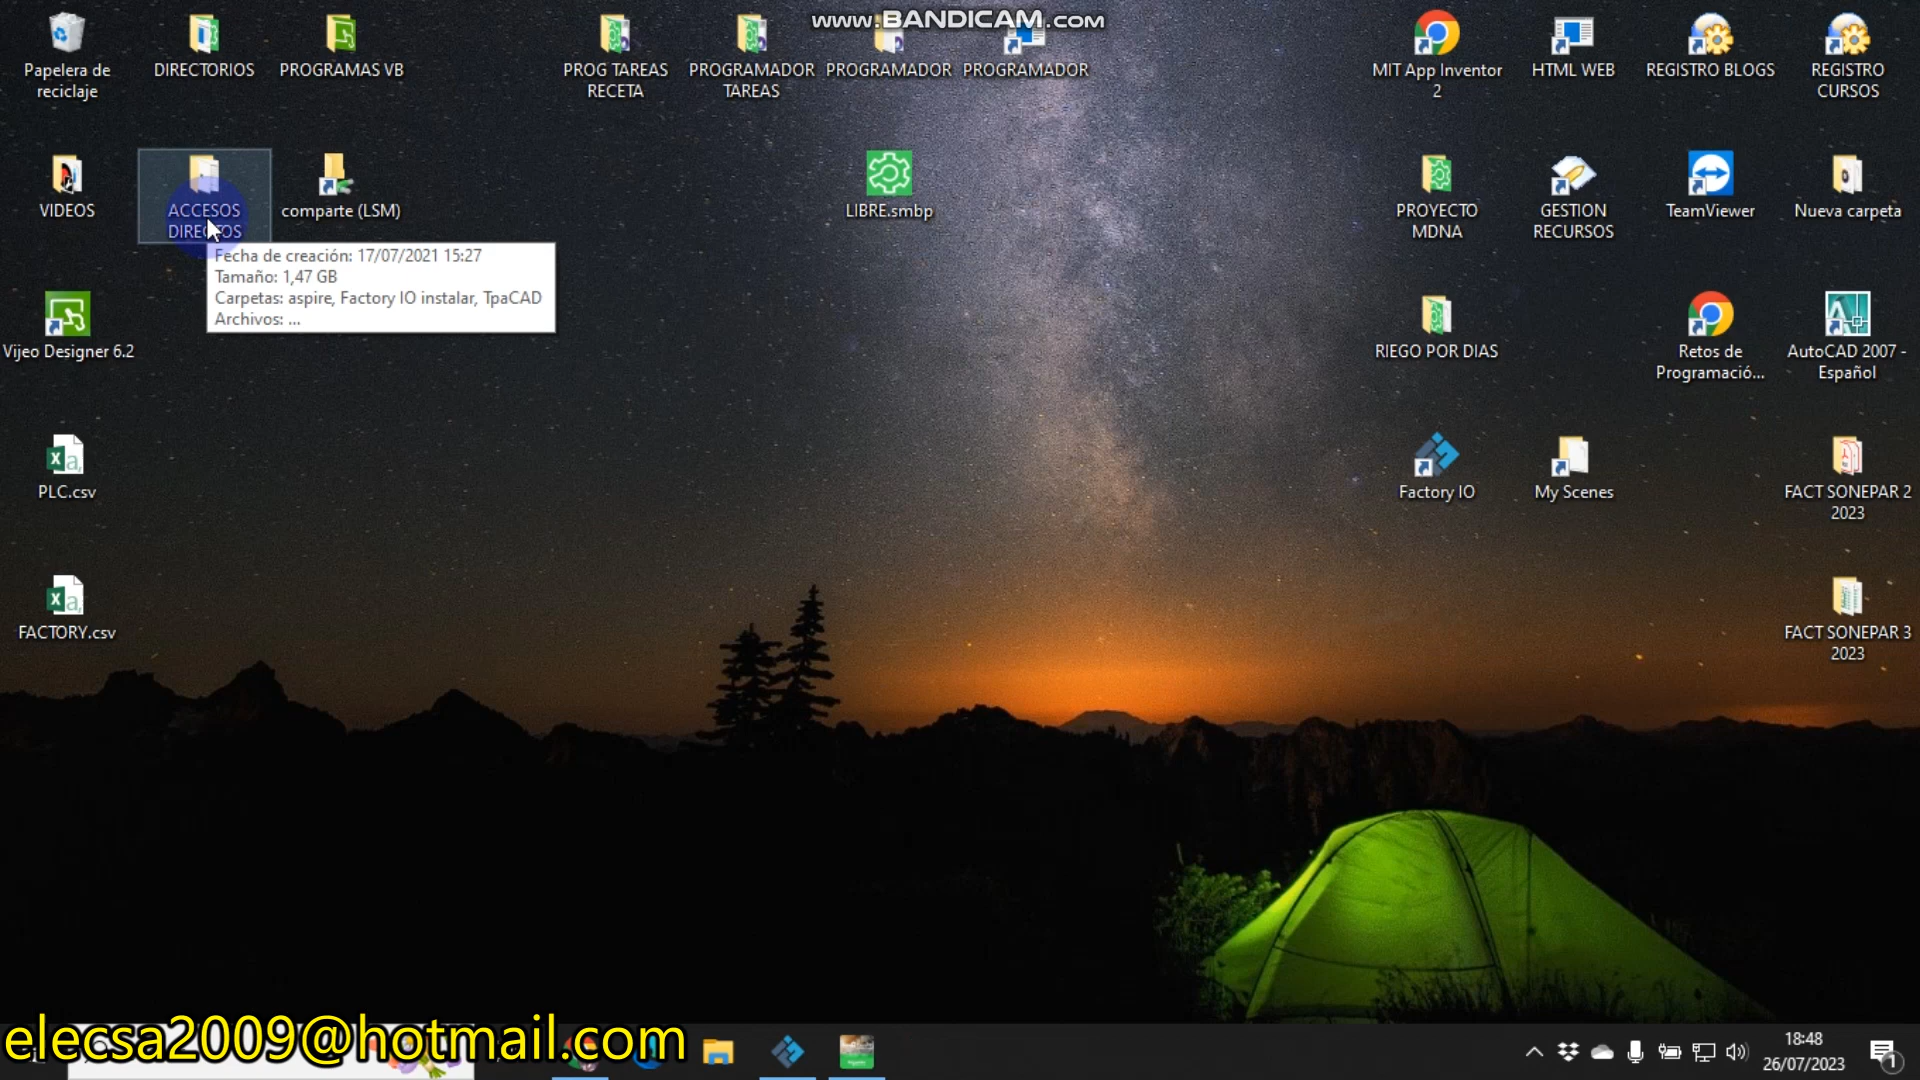 www.BANDICAM.com
Papelera de
reciclaje
DIRECTORIOS
PROGRAMAS VB
PROG TAREAS
RECETA
PROGRAMADOR
TAREAS
PROGRAMADOR
PROGRAMADOR
MIT App Inventor
2
HTML WEB
REGISTRO BLOGS
REGISTRO
CURSOS
VIDEOS
ACCESOS
DIRECTOS
comparte (LSM)
LIBRE.smbp
PROYECTO
MDNA
GESTION
RECURSOS
TeamViewer
Nueva carpeta
Fecha de creación: 17/07/2021 15:27
Tamaño: 1,47 GB
Carpetas: aspire, Factory IO instalar, TpaCAD
Archivos: ...
Vijeo Designer 6.2
RIEGO POR DIAS
Retos de
Programació...
AutoCAD 2007 -
Español
PLC.csv
Factory IO
My Scenes
FACT SONEPAR 2
2023
FACTORY.csv
FACT SONEPAR 3
2023
elecsa2009@hotmail.com
18:48
26/07/2023
1